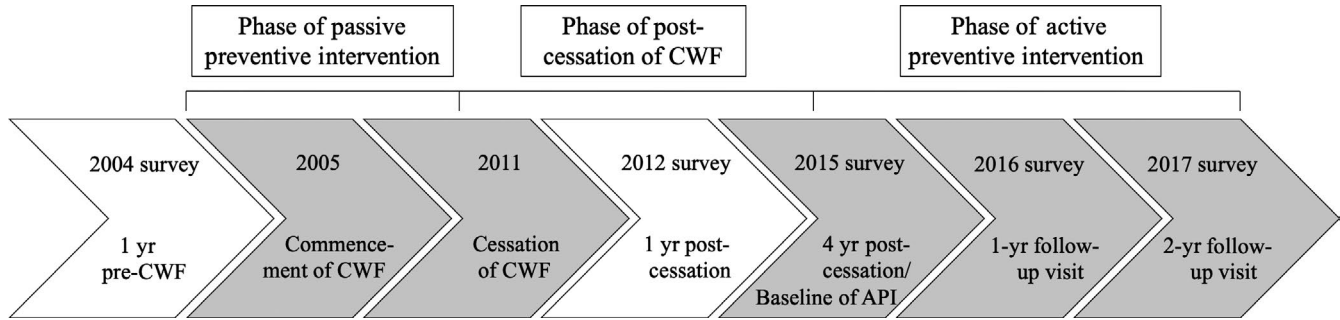 Phase of passive
preventive intervention
Phase of post-
cessation of CWF
Phase of active
preventive intervention
2004 survey
1 yr
pre-CWF
2005
Commence-
ment of CWF
2011
Cessation
of CWF
2012 survey
1 yr post-
cessation
2015 survey
4 yr post-
cessation/
Baseline of API
2016 survey
1-yr follow-
up visit
2017 survey
2-yr follow-
up visit